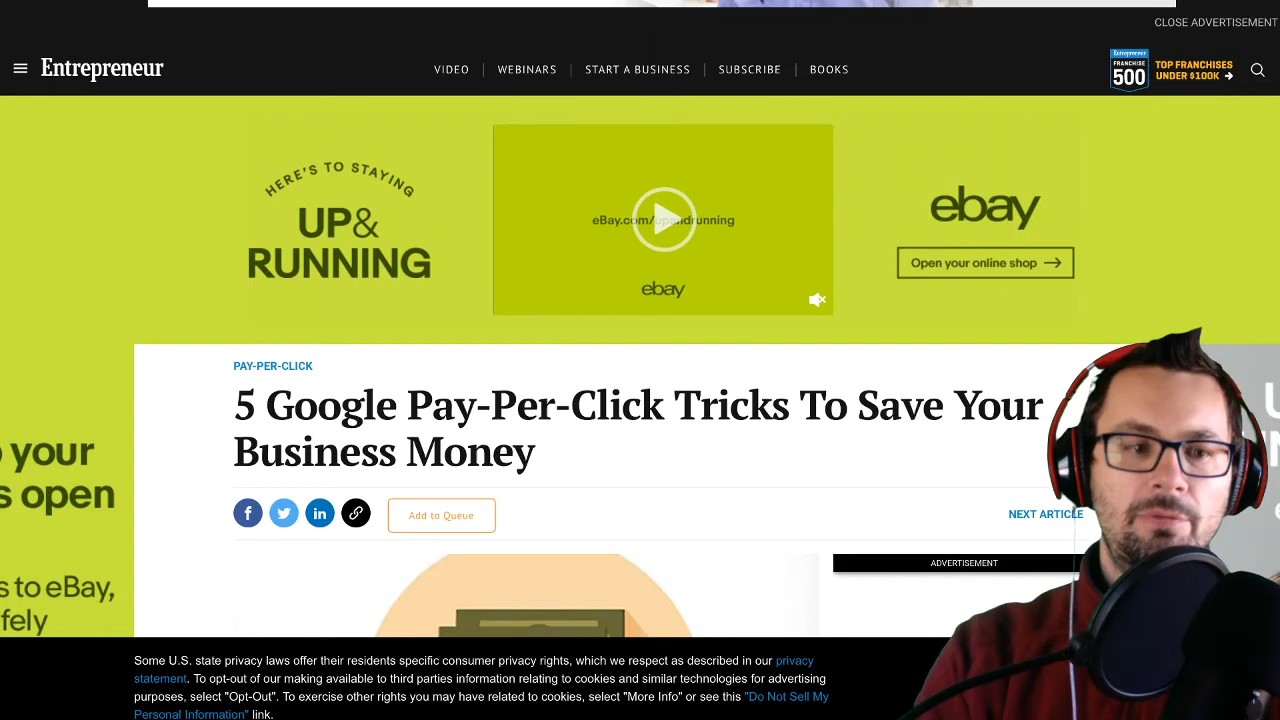 CLOSE ADVERTISEMENT
Entrepreneur
VIDEO
WEBINARS
START A BUSINESS
SUBSCRIBE
BOOKS
Entrepreneur
FRANCHISE
500
TOP FRANCHISES
UNDER $100K
HERE'S TO STAYING
UP&
RUNNING
eBay.com/upandrunning
ebay
ebay
Open your online shop
PAY-PER-CLICK
5 Google Pay-Per-Click Tricks To Save Your
Business Money
your
s open
Add to Queue
NEXT ARTICLE
ADVERTISEMENT
s to eBay,
fely
Some U.S. state privacy laws offer their residents specific consumer privacy rights, which we respect as described in our privacy
statement. To opt-out of our making available to third parties information relating to cookies and similar technologies for advertising
purposes, select "Opt-Out". To exercise other rights you may have related to cookies, select "More Info" or see this "Do Not Sell My
Personal Information" link.